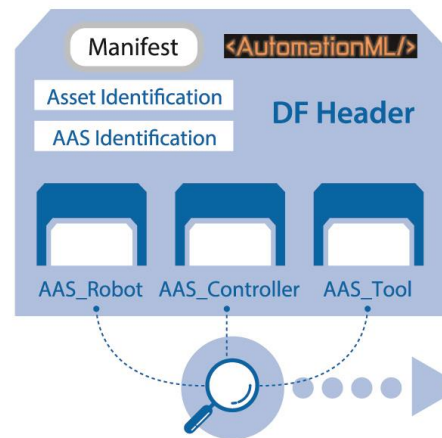 Manifest
<AutomationML/>
Asset Identification
AAS Identification
DF Header
AAS_Robot
AAS_Controller
AAS_Tool